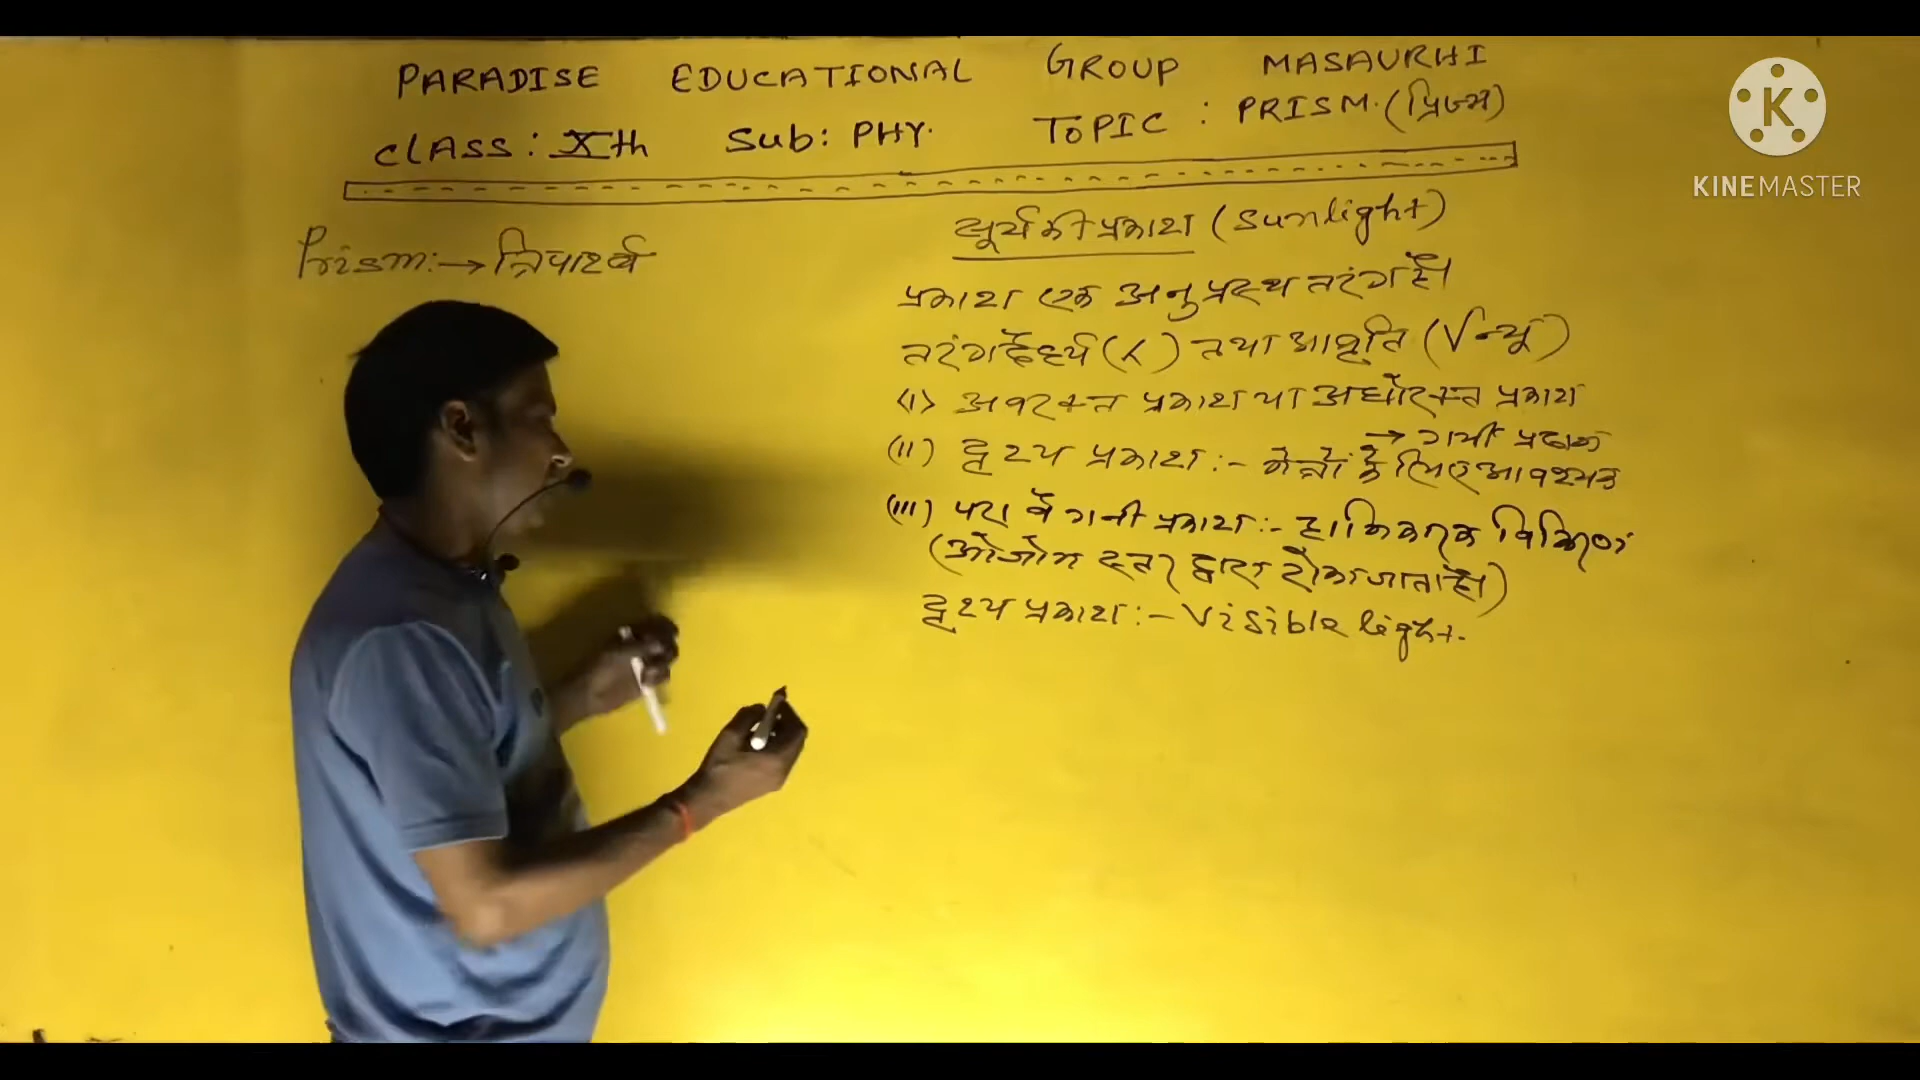 PARADISE EDUCATIONAL GROUP MASAURHI
CLASS: Xth Sub: PHY. TOPIC : PRISM. (प्रिज्म)
Prism:→ त्रिपार्श्व
सूर्य की प्रकाश (Sunlight)
प्रकाश एक अनुप्रस्थ तरंग है।
तरंगदैर्ध्य (λ) तथा आवृति (√न्यू)
(i) अवरक्त प्रकाश या अधोरक्त प्रकाश
→ गर्मी प्रदान
(ii) दृश्य प्रकाश :- नेत्रों के लिए आवश्यक
(iii) परा बैगनी प्रकाश :- हानिकारक विकिरण
(ओजोन स्तर द्वारा रोका जाता है।)
दृश्य प्रकाश :- Visible light.
KINEMASTER